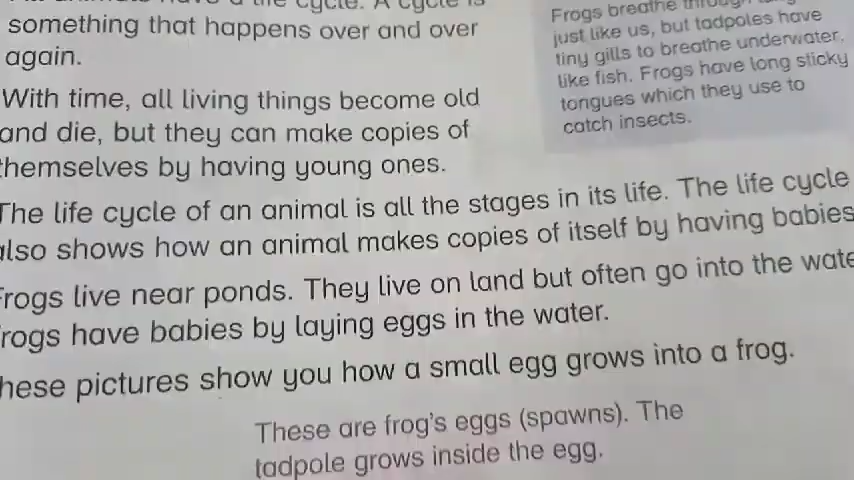 cycle. A cycle is
something that happens over and over
again.
With time, all living things become old
and die, but they can make copies of
themselves by having young ones.
The life cycle of an animal is all the stages in its life. The life cycle
also shows how an animal makes copies of itself by having babies
Frogs live near ponds. They live on land but often go into the wate
rogs have babies by laying eggs in the water.
hese pictures show you how a small egg grows into a frog.
These are frog's eggs (spawns). The
tadpole grows inside the egg.
Frogs breathe through
just like us, but tadpoles have
tiny gills to breathe underwater,
like fish. Frogs have long sticky
tongues which they use to
catch insects.